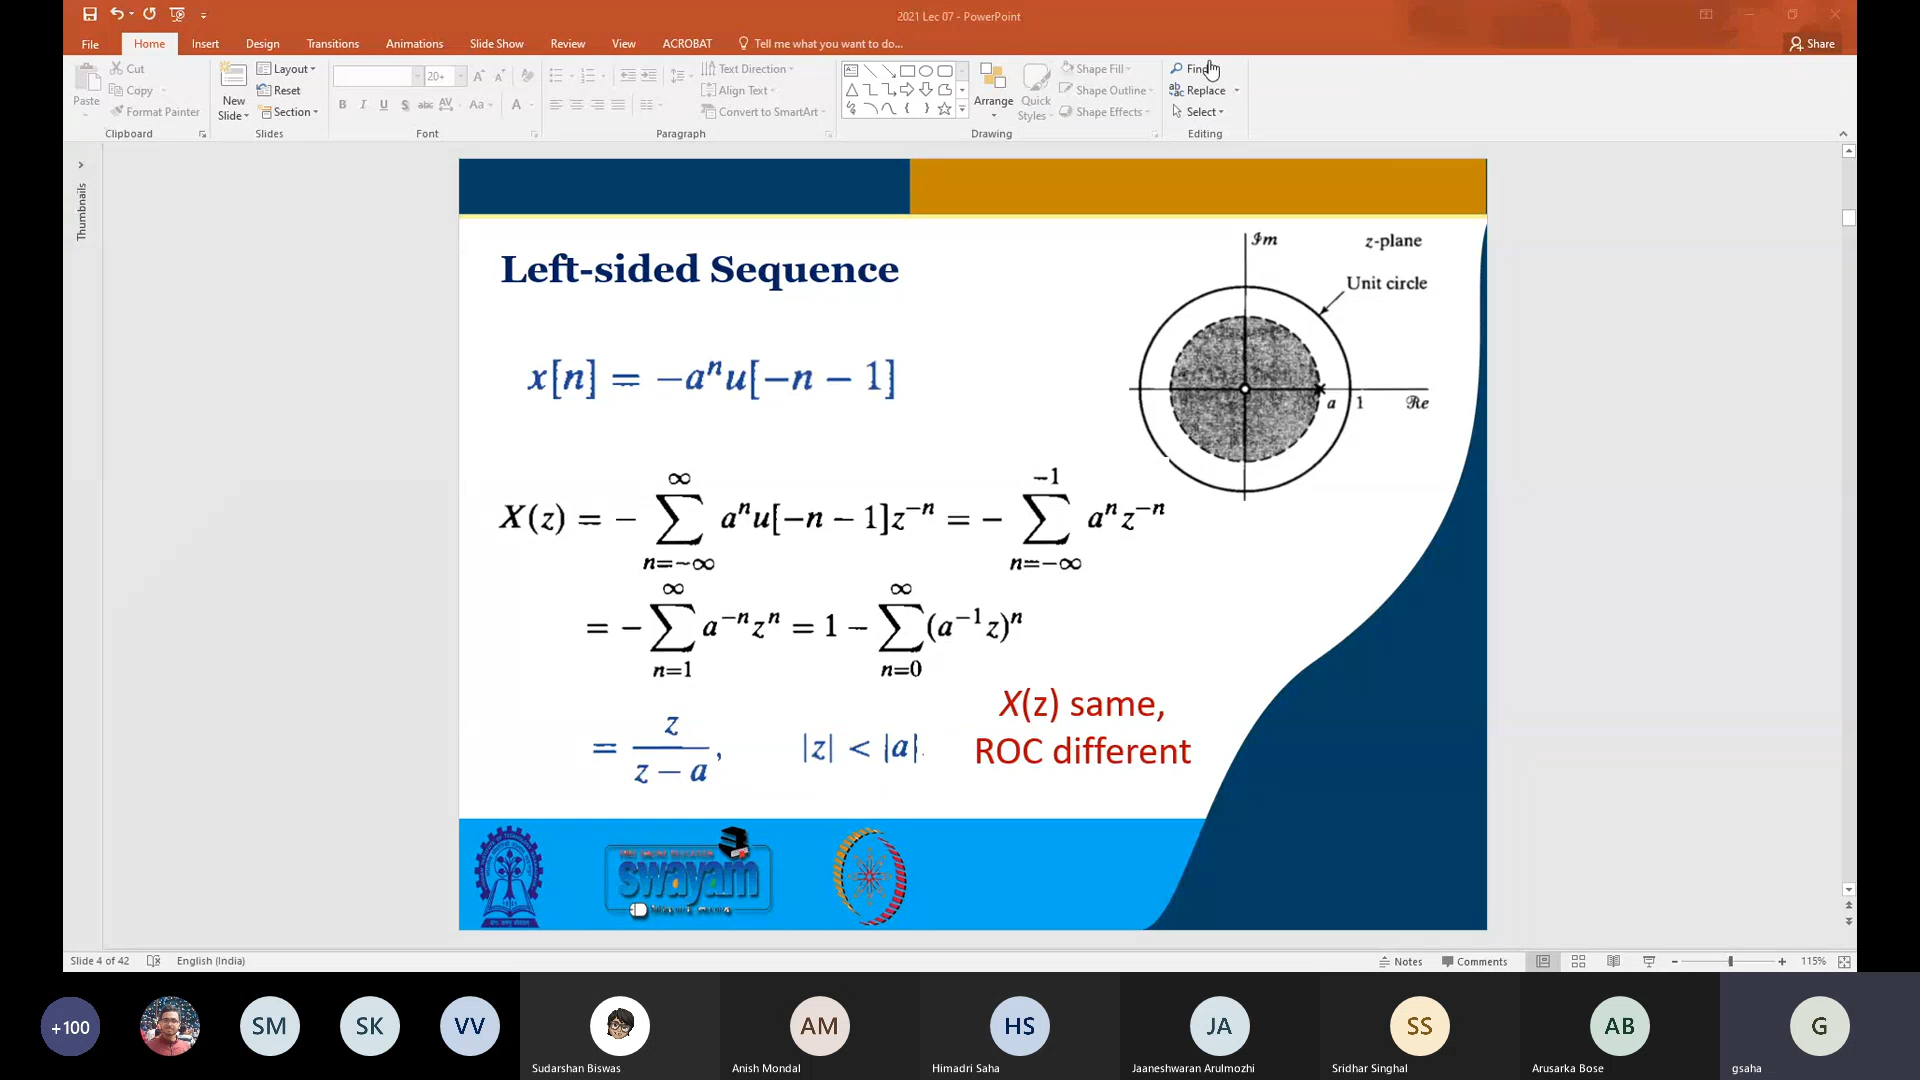 2021 Lec 07 - PowerPoint
File Home Insert Design Transitions Animations Slide Show Review View ACROBAT Tell me what you want to do... Share
Paste Cut Copy Format Painter Clipboard
New Slide Layout Reset Section Slides
20+ B I U S abc AV Aa A Font
Text Direction Align Text Convert to SmartArt Paragraph
Arrange Quick Styles Shape Fill Shape Outline Shape Effects Drawing
Find Replace Select Editing
Thumbnails
Left-sided Sequence
ℐm z-plane
Unit circle
a 1 ℛe
x[n] = −aⁿu[−n − 1]
X(z) = − ∑_{n=−∞}^{∞} aⁿu[−n − 1]z⁻ⁿ = − ∑_{n=−∞}^{−1} aⁿz⁻ⁿ
= − ∑_{n=1}^{∞} a⁻ⁿzⁿ = 1 − ∑_{n=0}^{∞} (a⁻¹z)ⁿ
= z/(z − a), |z| < |a|.
X(z) same,
ROC different
swayam
Slide 4 of 42 English (India) Notes Comments 115%
+100 SM SK VV AM HS JA SS AB G
Sudarshan Biswas Anish Mondal Himadri Saha Jaaneshwaran Arulmozhi Sridhar Singhal Arusarka Bose gsaha